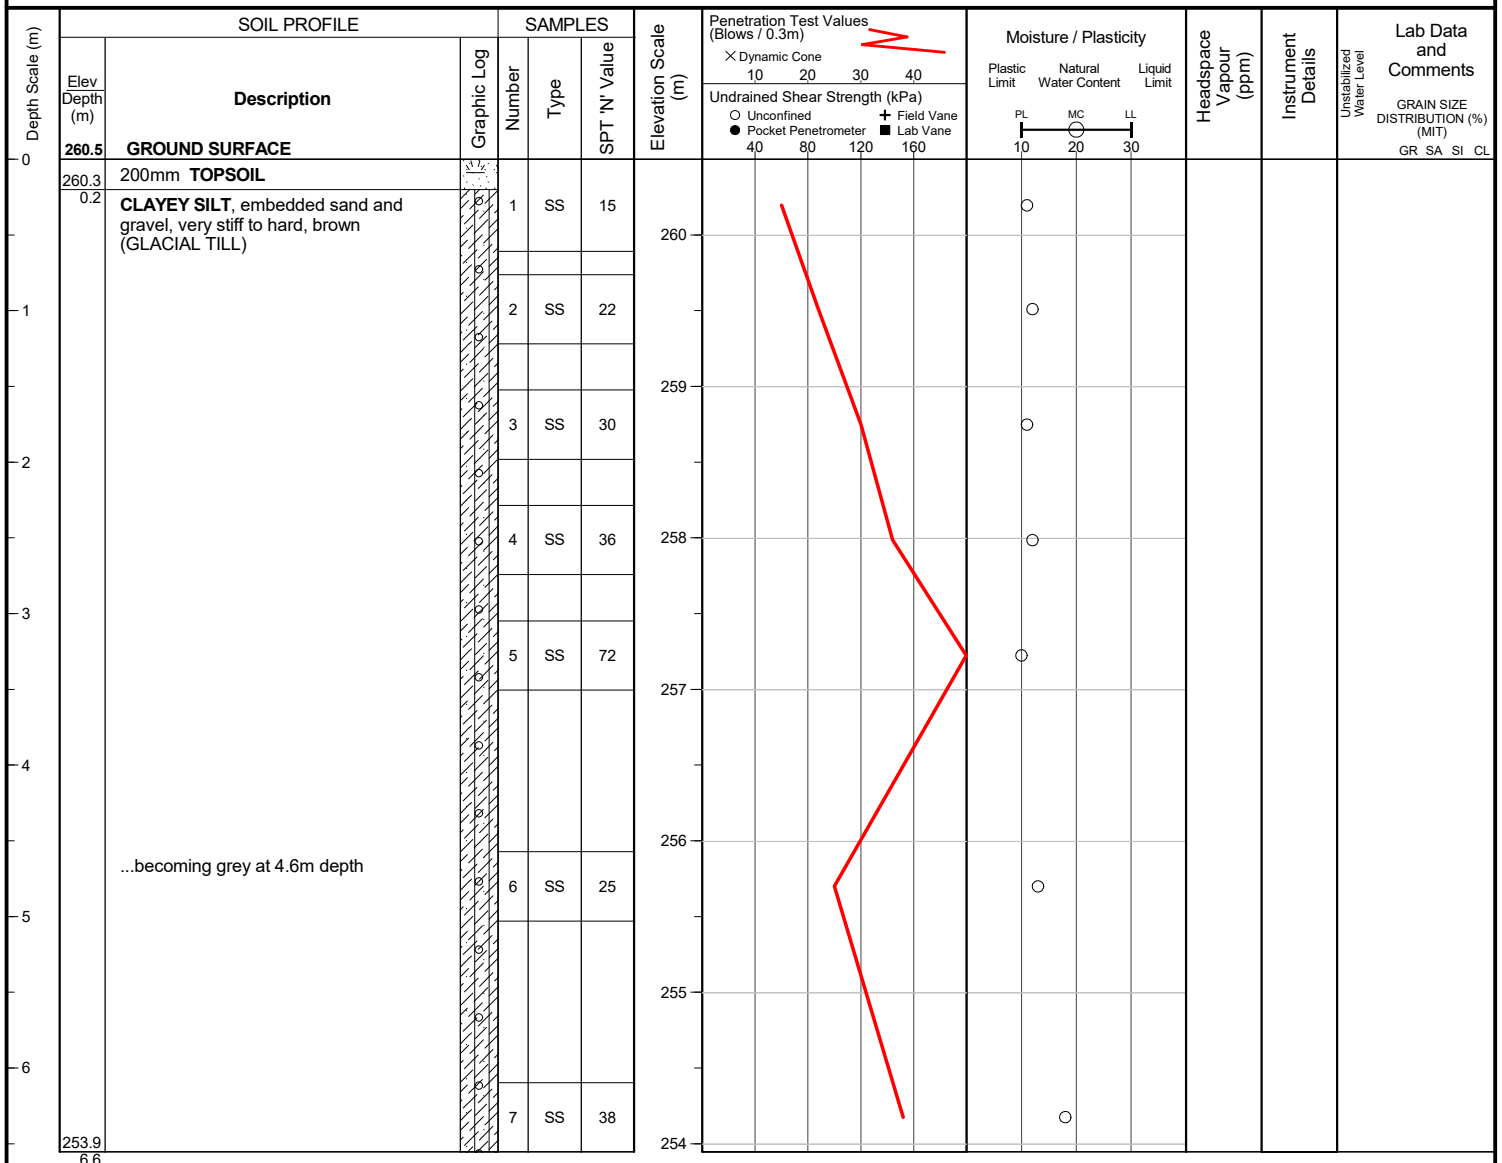 SOIL PROFILE
SAMPLES
Depth Scale (m)
Elev
Depth
(m)
Description
Graphic Log
Number
Type
SPT 'N' Value
Elevation Scale
(m)
Penetration Test Values
(Blows / 0.3m)
× Dynamic Cone
10 20 30 40
Undrained Shear Strength (kPa)
Unconfined
Field Vane
Pocket Penetrometer
Lab Vane
40 80 120 160
Moisture / Plasticity
Plastic
Limit
Natural
Water Content
Liquid
Limit
PL MC LL
10 20 30
Headspace
Vapour
(ppm)
Instrument
Details
Unstabilized
Water Level
Lab Data
and
Comments
GRAIN SIZE
DISTRIBUTION (%)
(MIT)
GR SA SI CL
260.5 GROUND SURFACE
0
260.3
0.2
200mm TOPSOIL
CLAYEY SILT, embedded sand and
gravel, very stiff to hard, brown
(GLACIAL TILL)
1 SS 15
260
1
2 SS 22
259
3 SS 30
2
258
4 SS 36
3
5 SS 72
257
4
256
...becoming grey at 4.6m depth
6 SS 25
5
255
6
7 SS 38
254
253.9
6.6